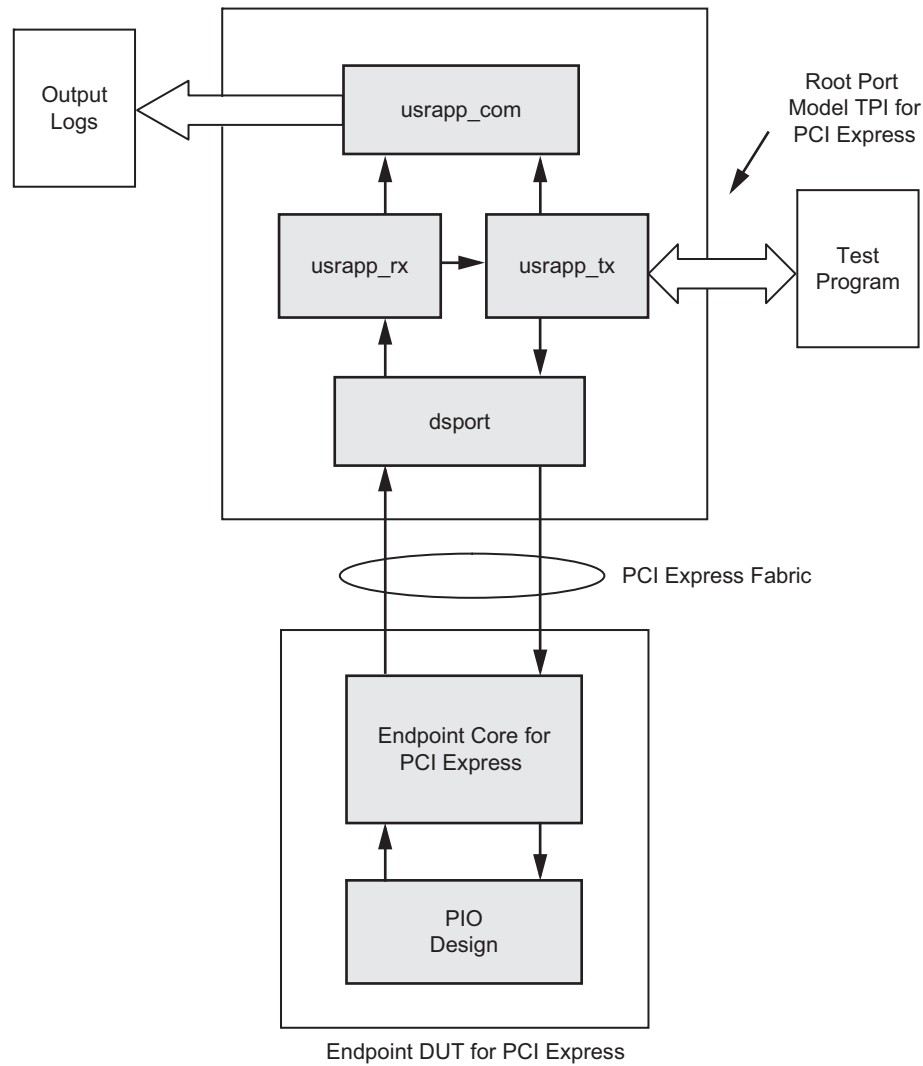 Output
Logs
usrapp_com
Root Port
Model TPI for
PCI Express
usrapp_rx
usrapp_tx
Test
Program
dsport
PCI Express Fabric
Endpoint Core for
PCI Express
PIO
Design
Endpoint DUT for PCI Express